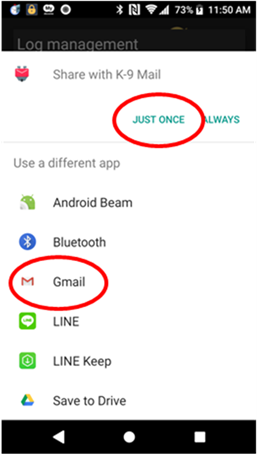 73% 11:50 AM
Log management
Share with K-9 Mail
JUST ONCE ALWAYS
Use a different app
Android Beam
Bluetooth
Gmail
LINE
LINE Keep
Save to Drive